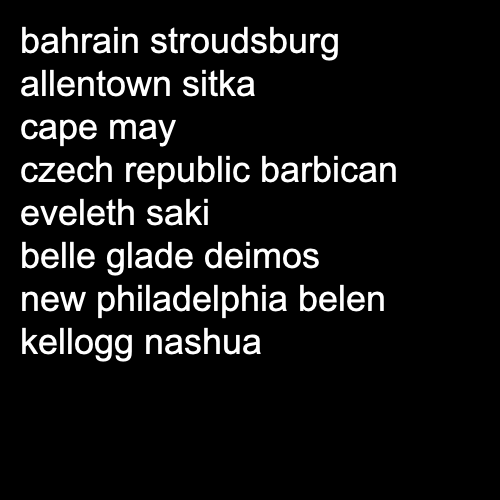 bahrain stroudsburg
allentown sitka
cape may
czech republic barbican
eveleth saki
belle glade deimos
new philadelphia belen
kellogg nashua